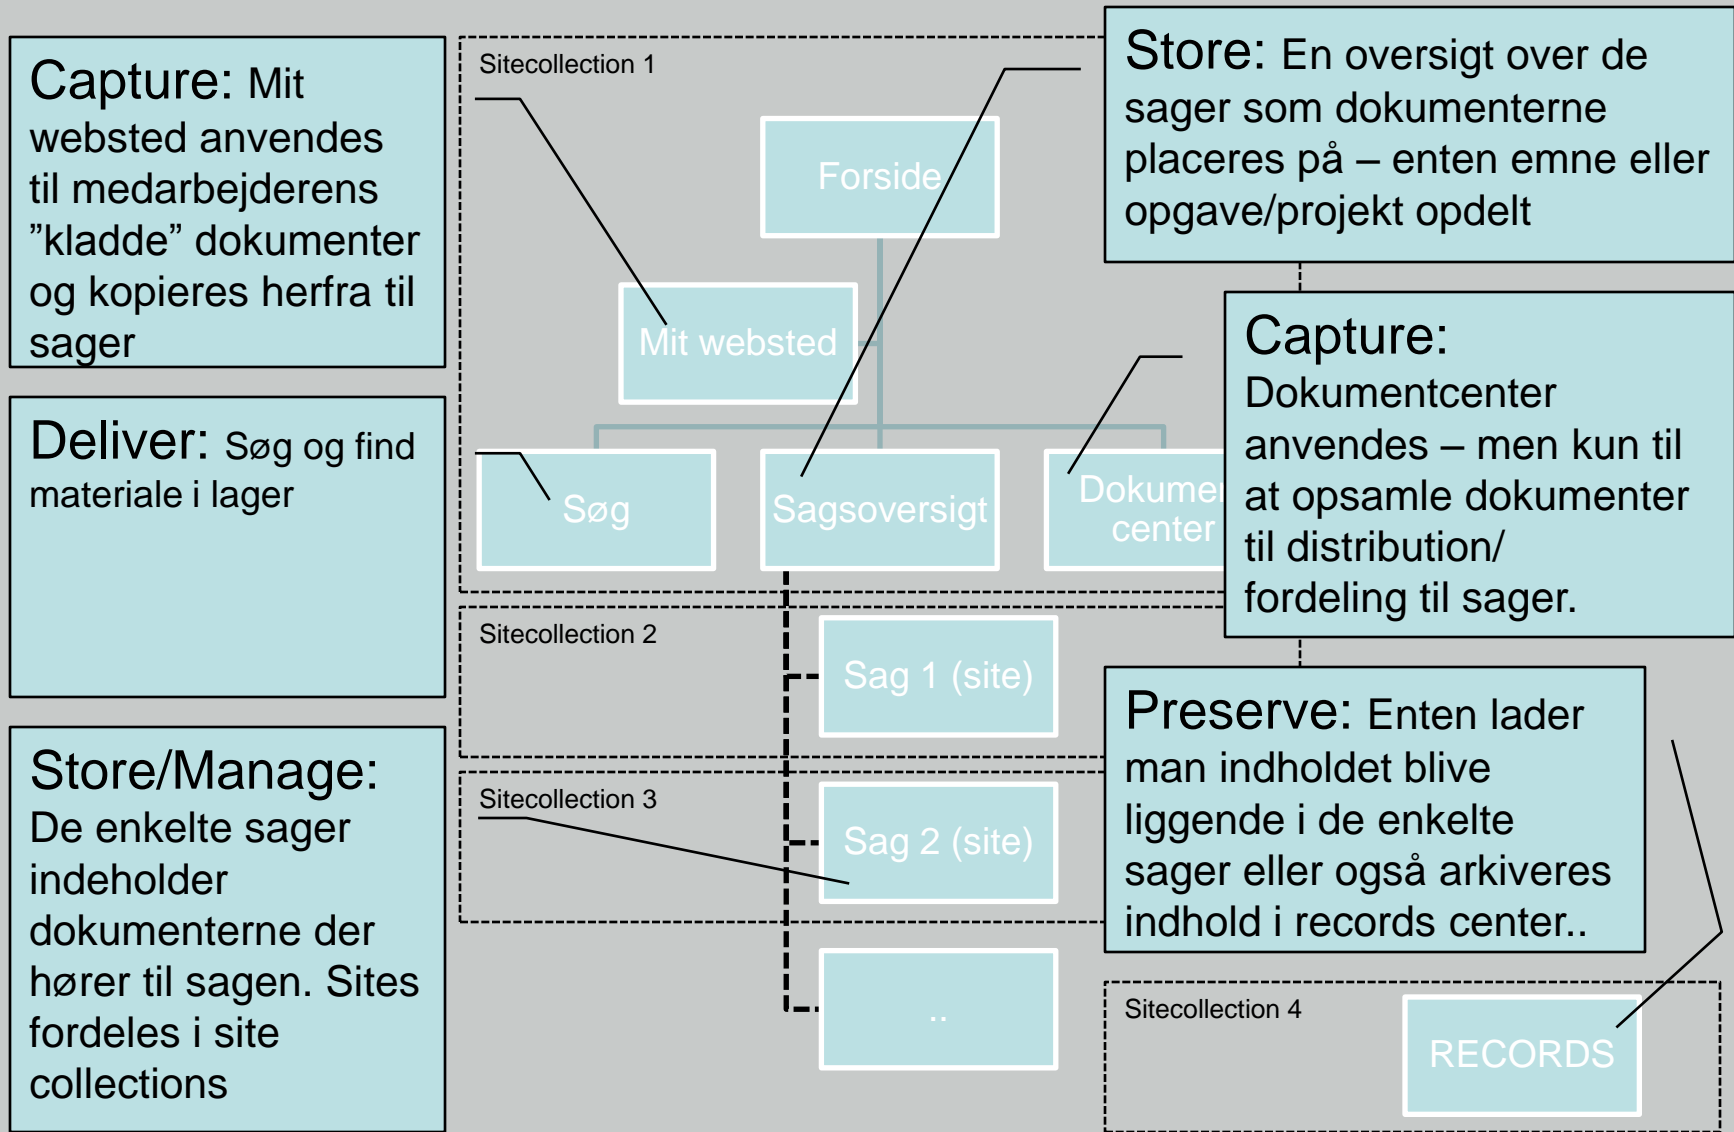 Capture: Mit
websted anvendes
til medarbejderens
”kladde” dokumenter
og kopieres herfra til
sager
Deliver: Søg og find
materiale i lager
Store/Manage:
De enkelte sager
indeholder
dokumenterne der
hører til sagen. Sites
fordeles i site
collections
Sitecollection 1
Forside
Mit websted
Søg
Sagsoversigt
center
Sitecollection 2
Sag 1 (site)
Sitecollection 3
Sag 2 (site)
..
Store: En oversigt over de
sager som dokumenterne
placeres på – enten emne eller
opgave/projekt opdelt
Capture:
Dokumentcenter
anvendes – men kun til
at opsamle dokumenter
til distribution/
fordeling til sager.
Preserve: Enten lader
man indholdet blive
liggende i de enkelte
sager eller også arkiveres
indhold i records center..
Sitecollection 4
RECORDS